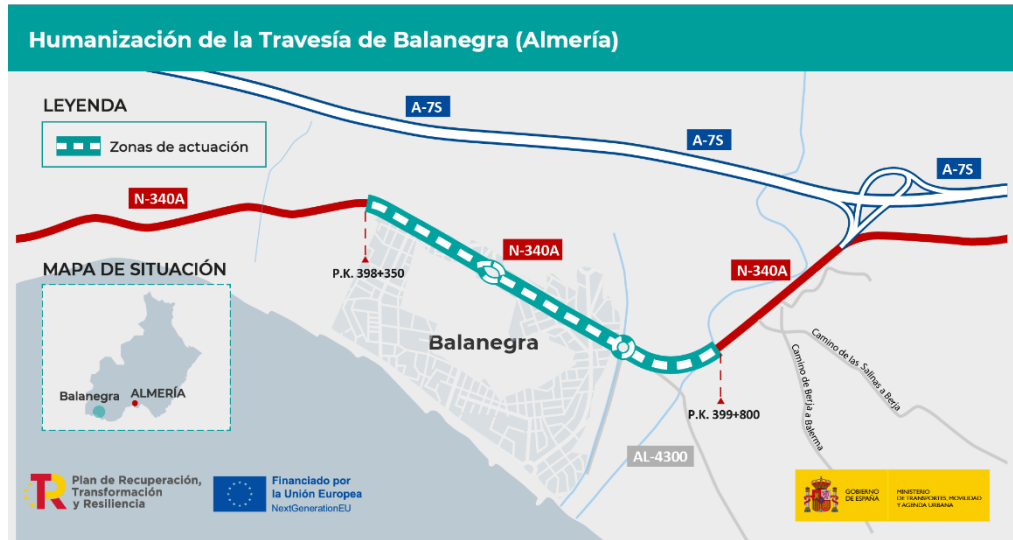 Humanización de la Travesía de Balanegra (Almería)
LEYENDA
Zonas de actuación
A-7S
A-7S
A-7S
N-340A
N-340A
N-340A
P.K. 398+350
MAPA DE SITUACIÓN
Balanegra
ALMERÍA
Balanegra
P.K. 399+800
Camino de las Salinas a Berja
Camino de Berja a Balerma
AL-4300
Plan de Recuperación,
Transformación
y Resiliencia
Financiado por
la Unión Europea
NextGenerationEU
GOBIERNO
DE ESPAÑA
MINISTERIO
DE TRANSPORTES, MOVILIDAD
Y AGENDA URBANA